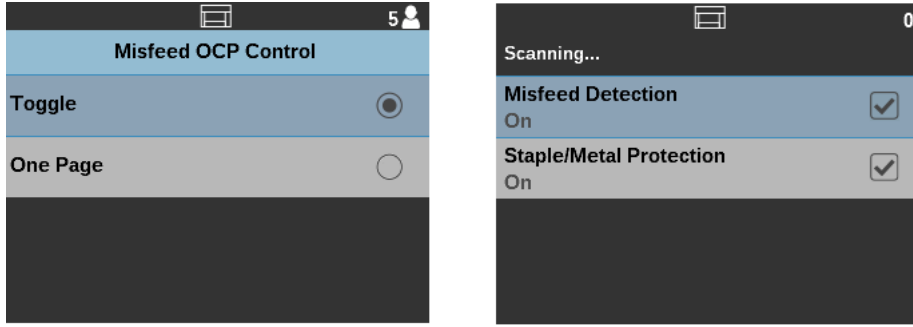 5
Misfeed OCP Control
Toggle
One Page
0
Scanning...
Misfeed Detection
On
Staple/Metal Protection
On